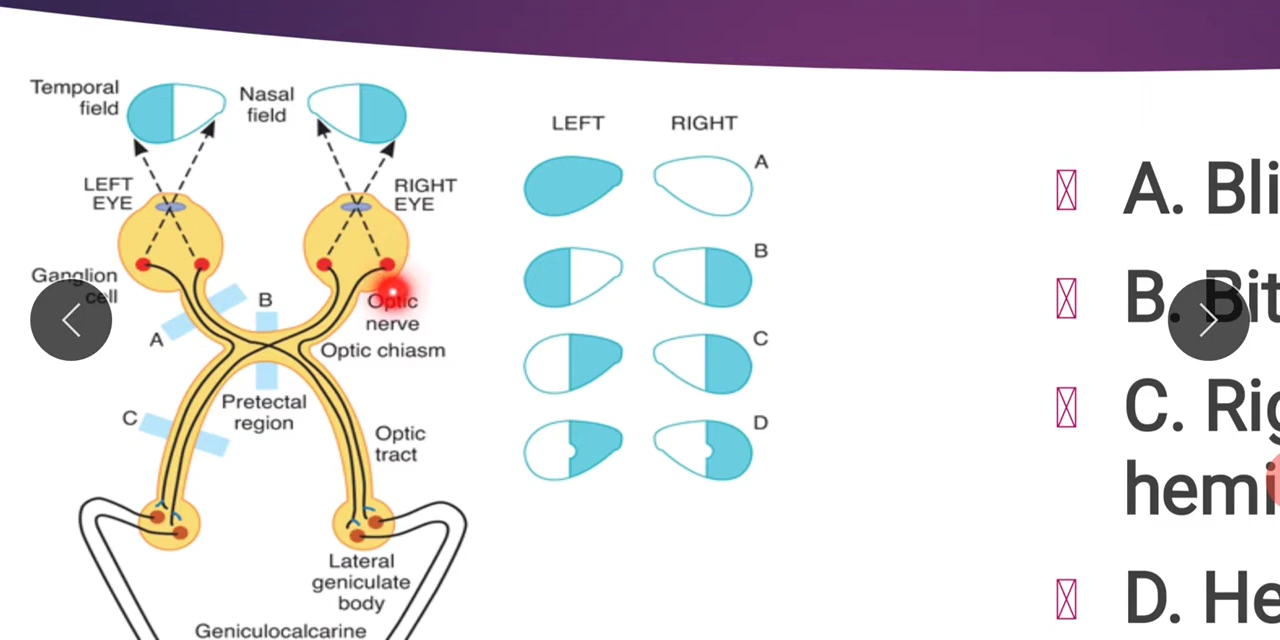 Temporal
field
Nasal
field
LEFT
EYE
RIGHT
EYE
Ganglion
cell
A
B
Optic
nerve
Optic chiasm
C
Pretectal
region
Optic
tract
Lateral
geniculate
body
Geniculocalcarine
LEFT RIGHT
A
B
C
D
A. Bli
B. Bit
C. Rig
hemi
D. He